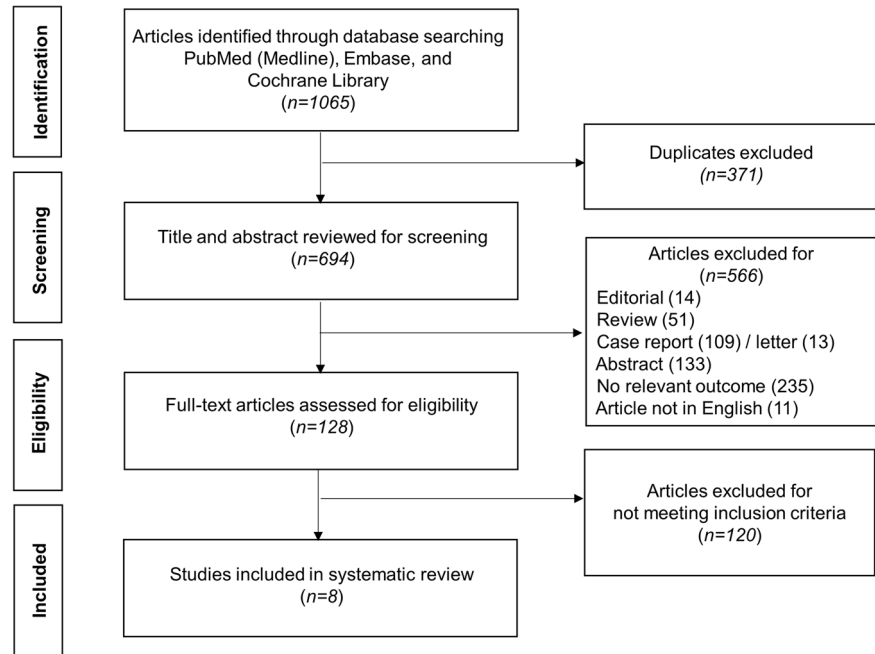 Identification
Articles identified through database searching
PubMed (Medline), Embase, and
Cochrane Library
(n=1065)
Duplicates excluded
(n=371)
Screening
Title and abstract reviewed for screening
(n=694)
Articles excluded for
(n=566)
Editorial (14)
Review (51)
Case report (109) / letter (13)
Abstract (133)
No relevant outcome (235)
Article not in English (11)
Eligibility
Full-text articles assessed for eligibility
(n=128)
Articles excluded for
not meeting inclusion criteria
(n=120)
Included
Studies included in systematic review
(n=8)